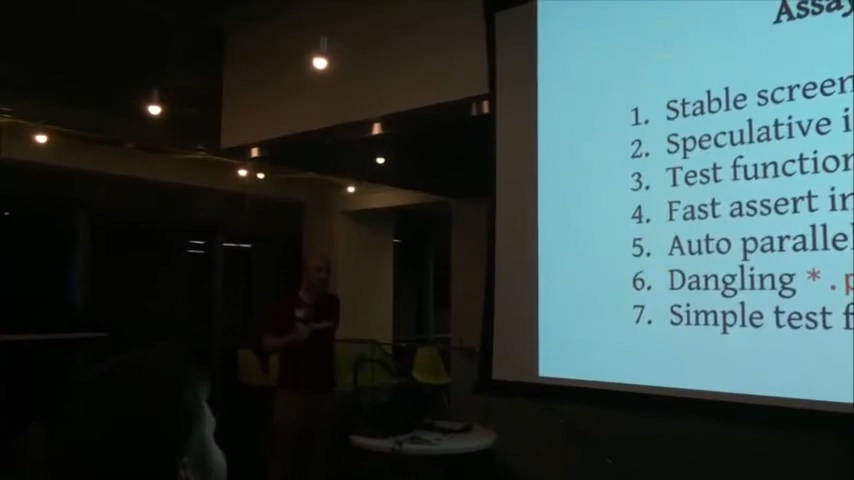 Assay
1. Stable screen
2. Speculative i
3. Test function
4. Fast assert in
5. Auto parallel
6. Dangling *.p
7. Simple test f